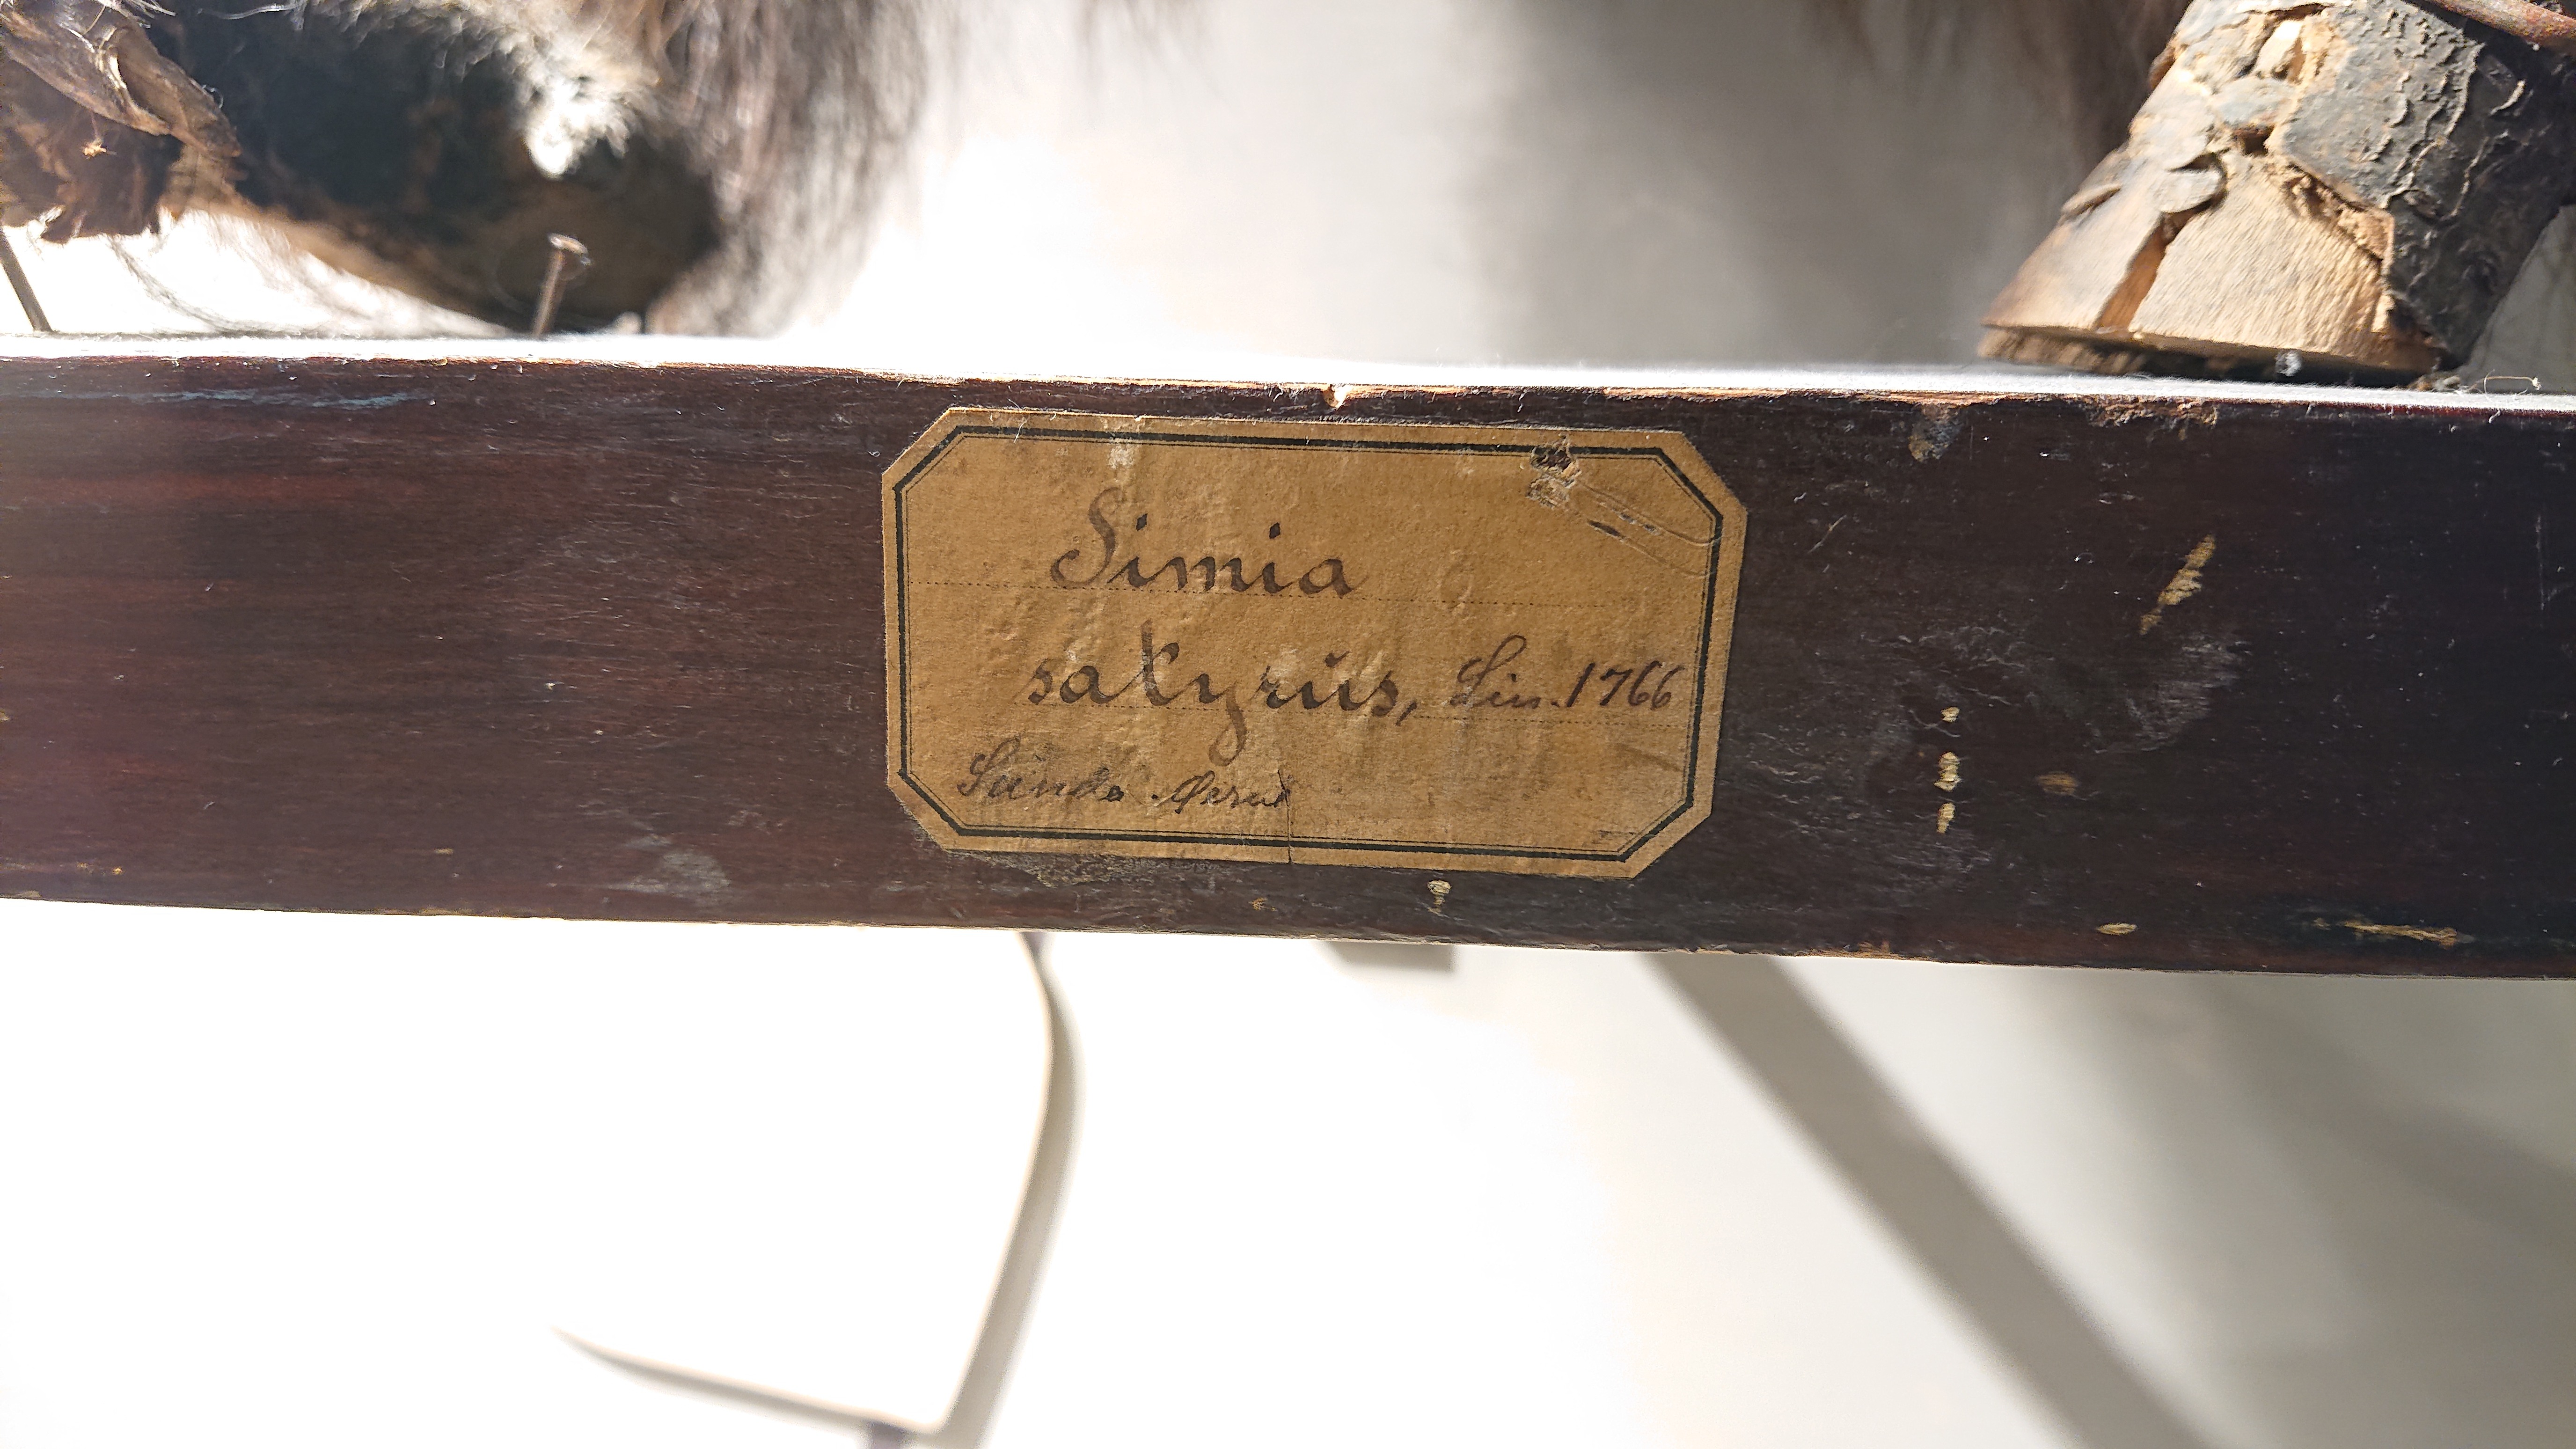 Simia
satyrus, Lin. 1766
Sunda